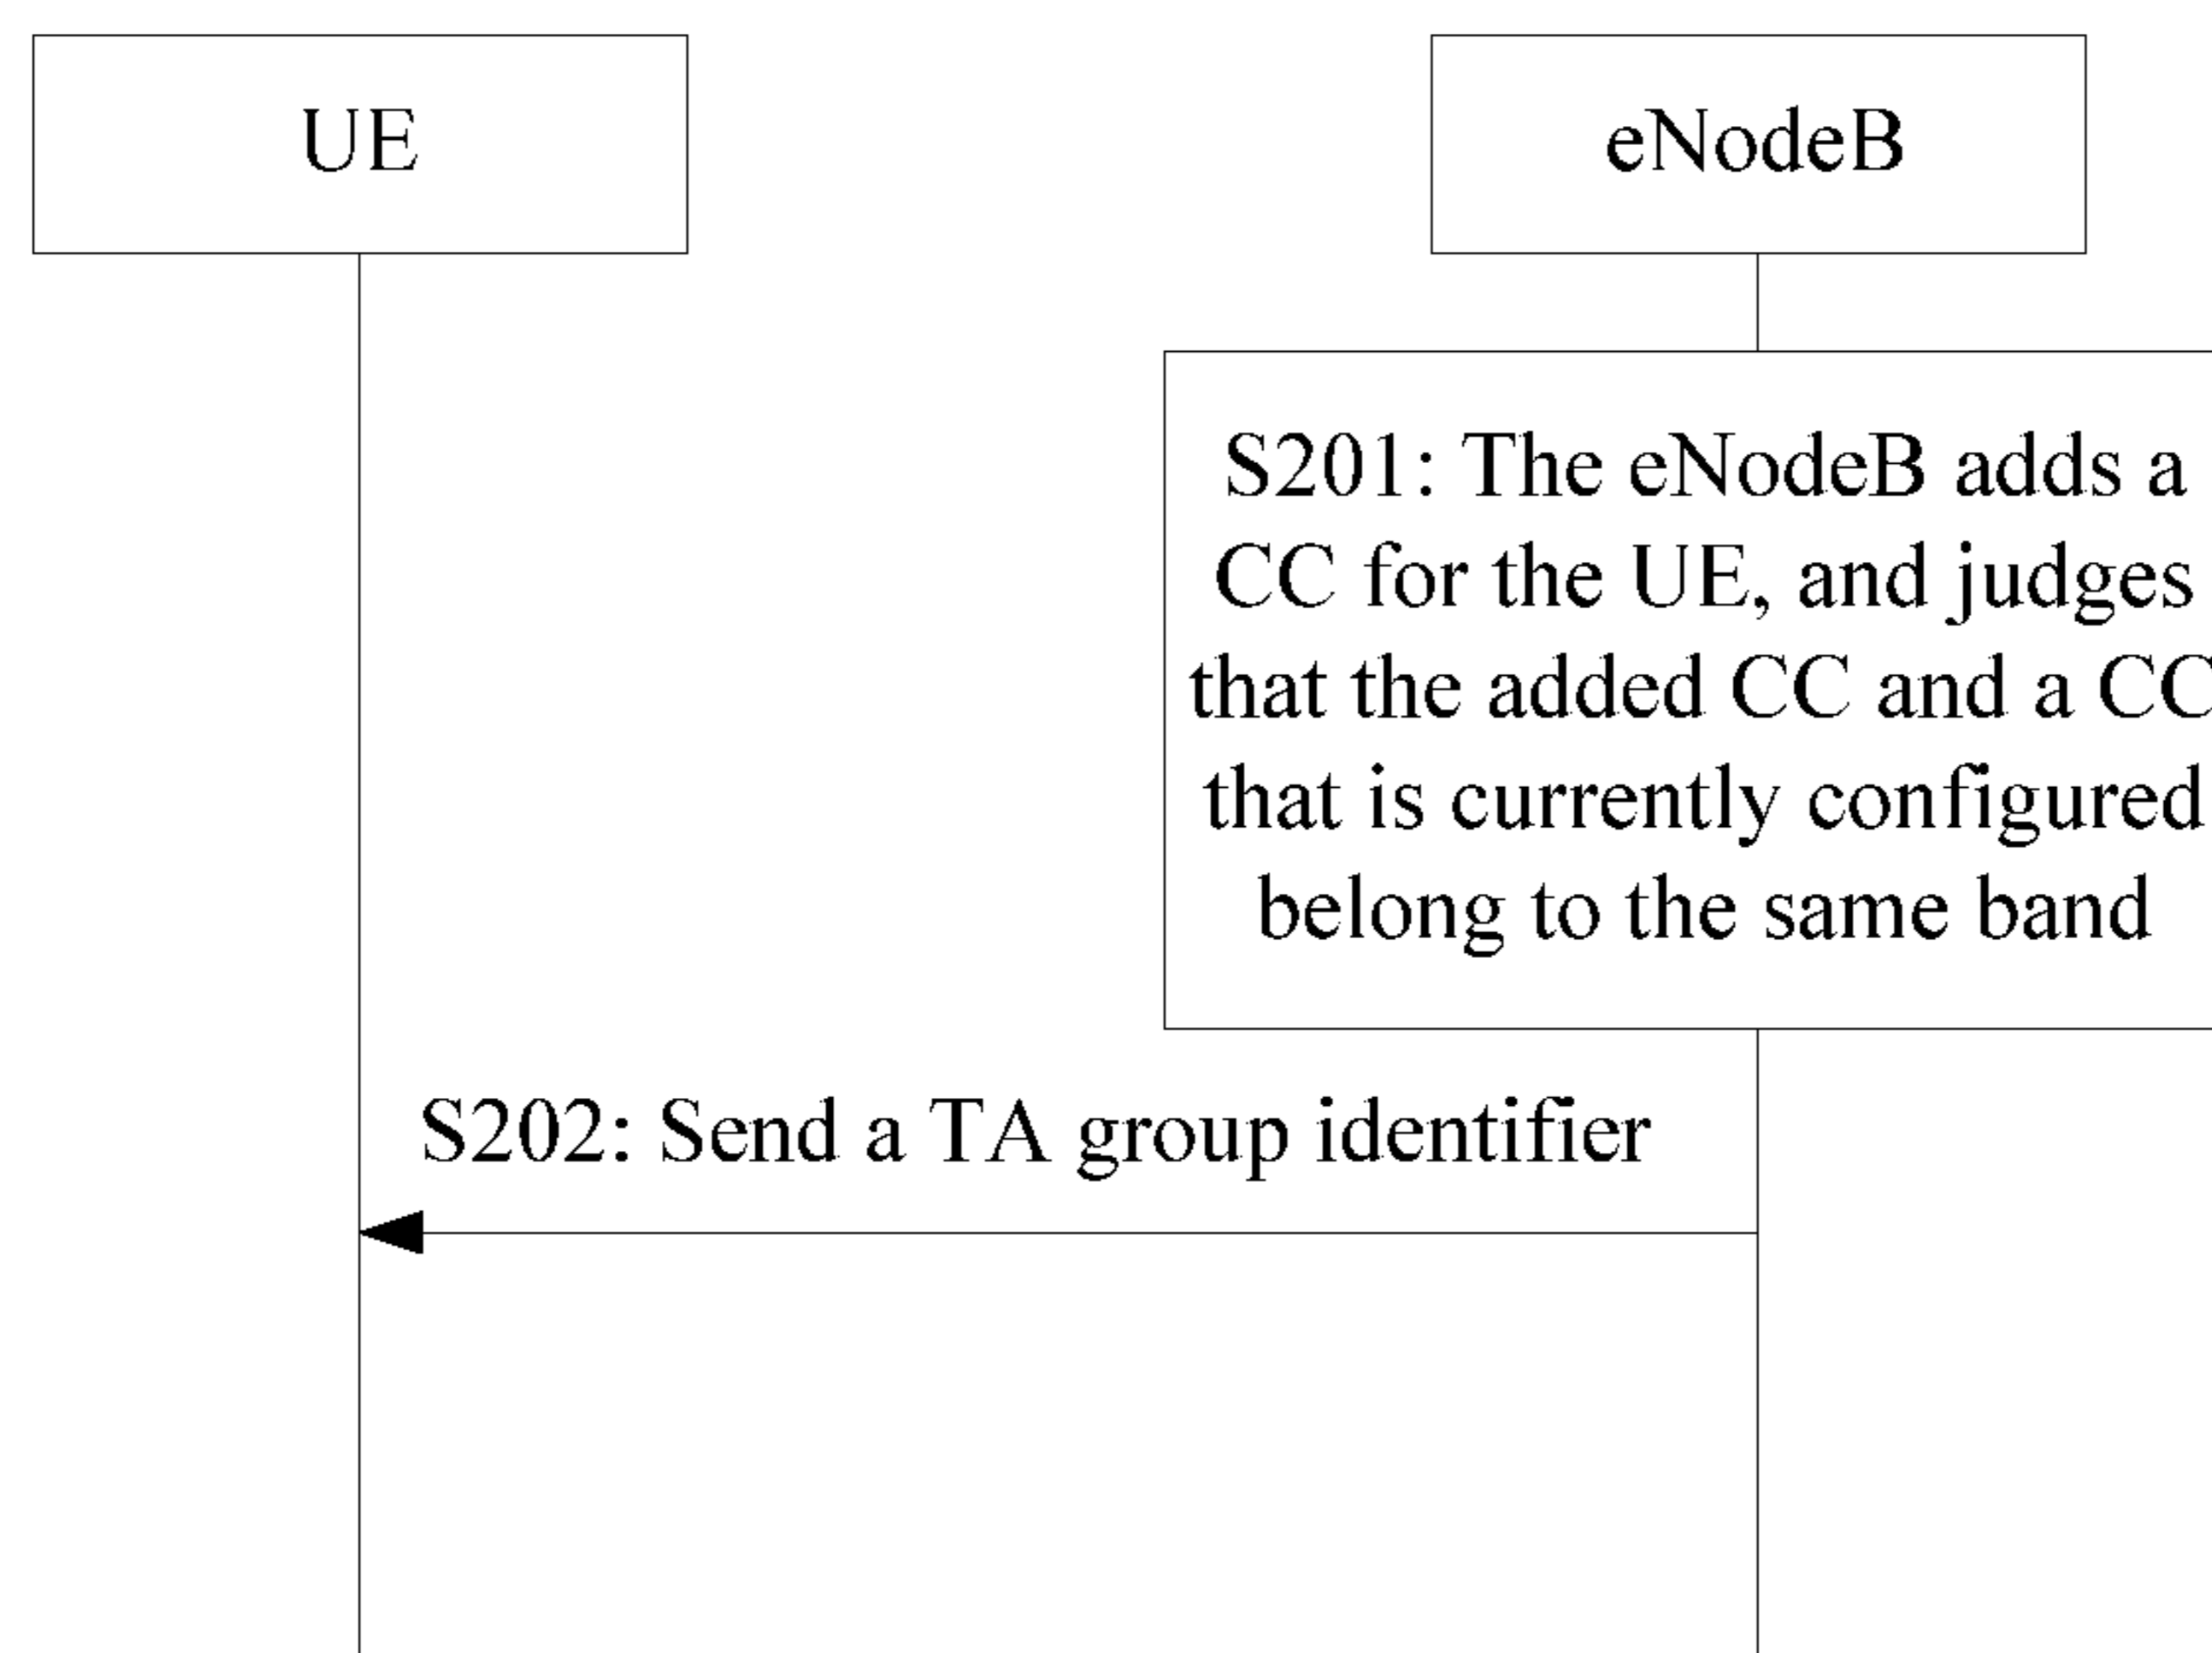 UE
eNodeB
S201: The eNodeB adds a
CC for the UE, and judges
that the added CC and a CC
that is currently configured
belong to the same band
S202: Send a TA group identifier